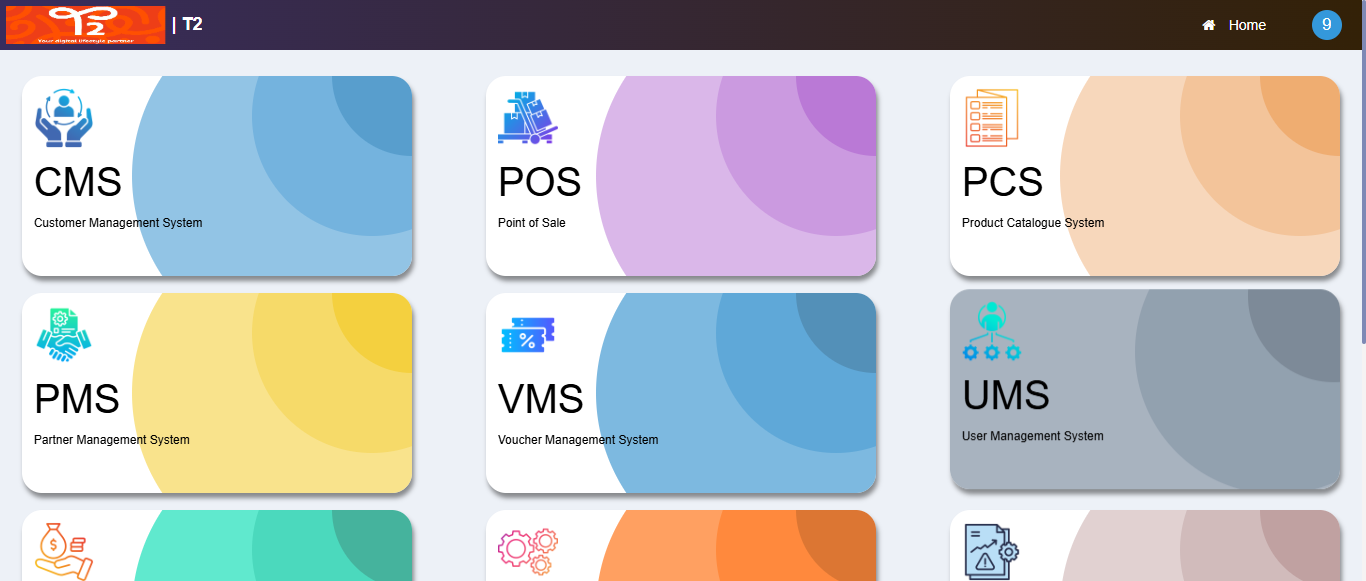 T2
Your digital lifestyle partner
| T2
Home
9
CMS
Customer Management System
POS
Point of Sale
PCS
Product Catalogue System
PMS
Partner Management System
VMS
Voucher Management System
UMS
User Management System